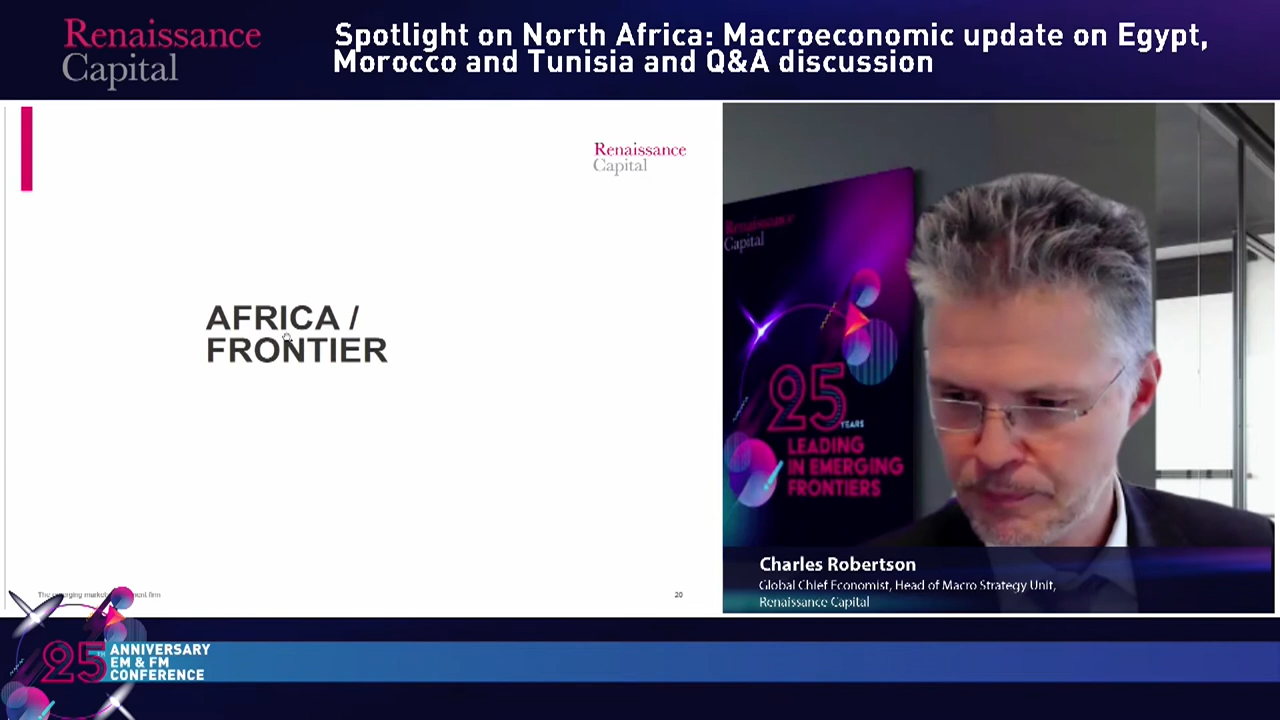 Renaissance
Capital
Spotlight on North Africa: Macroeconomic update on Egypt,
Morocco and Tunisia and Q&A discussion
Renaissance
Capital
AFRICA /
FRONTIER
20
Renaissance
Capital
25
YEARS
LEADING
IN EMERGING
FRONTIERS
Charles Robertson
Global Chief Economist, Head of Macro Strategy Unit,
Renaissance Capital
25TH
ANNIVERSARY
EM & FM
CONFERENCE